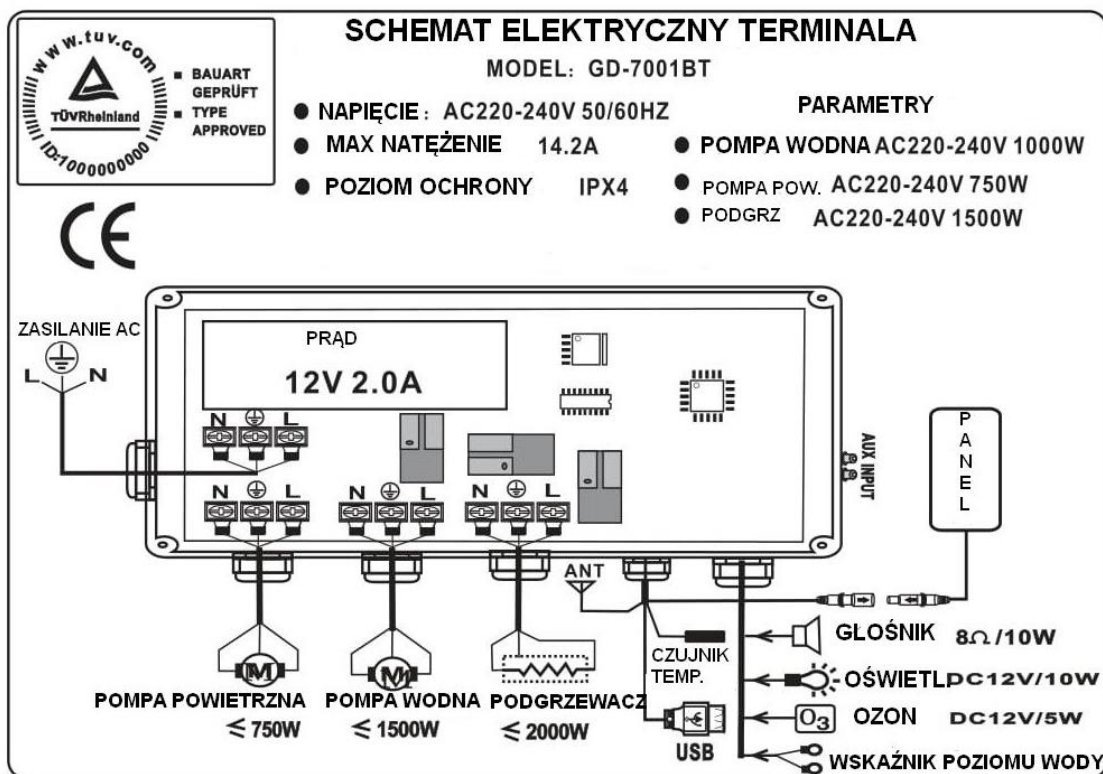 SCHEMAT ELEKTRYCZNY TERMINALA
MODEL: GD-7001BT
www.tuv.com
TÜVRheinland
ID:1000000000
BAUART
GEPRÜFT
TYPE
APPROVED
NAPIĘCIE : AC220-240V 50/60HZ
MAX NATĘŻENIE 14.2A
POZIOM OCHRONY IPX4
PARAMETRY
POMPA WODNA AC220-240V 1000W
POMPA POW. AC220-240V 750W
PODGRZ AC220-240V 1500W
CE
ZASILANIE AC
L N
PRĄD
12V 2.0A
N L
N L
N L
N L
AUX INPUT
PANEL
ANT
M
M
POMPA POWIETRZNA
≤ 750W
POMPA WODNA
≤ 1500W
PODGRZEWACZ
≤ 2000W
CZUJNIK
TEMP.
USB
GŁOŚNIK 8Ω/10W
OŚWIETL. DC12V/10W
O3 OZON DC12V/5W
WSKAŹNIK POZIOMU WODY